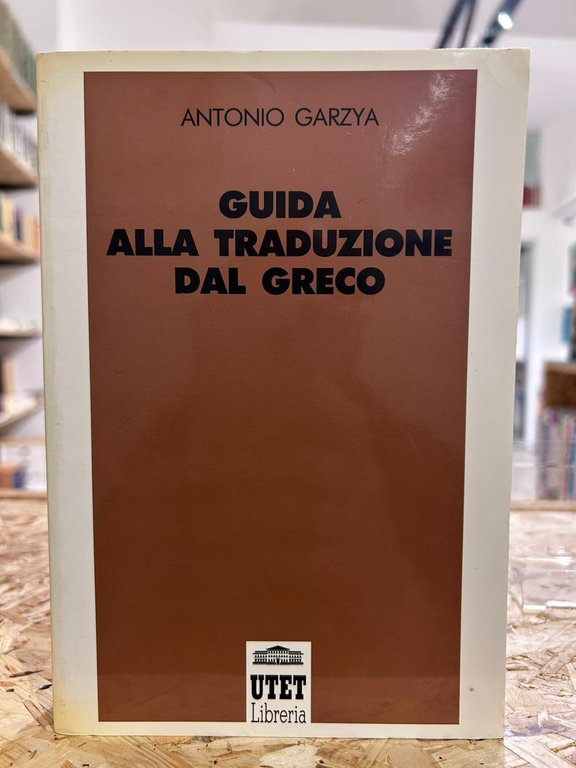 ANTONIO GARZYA
GUIDA
ALLA TRADUZIONE
DAL GRECO
UTET
Libreria